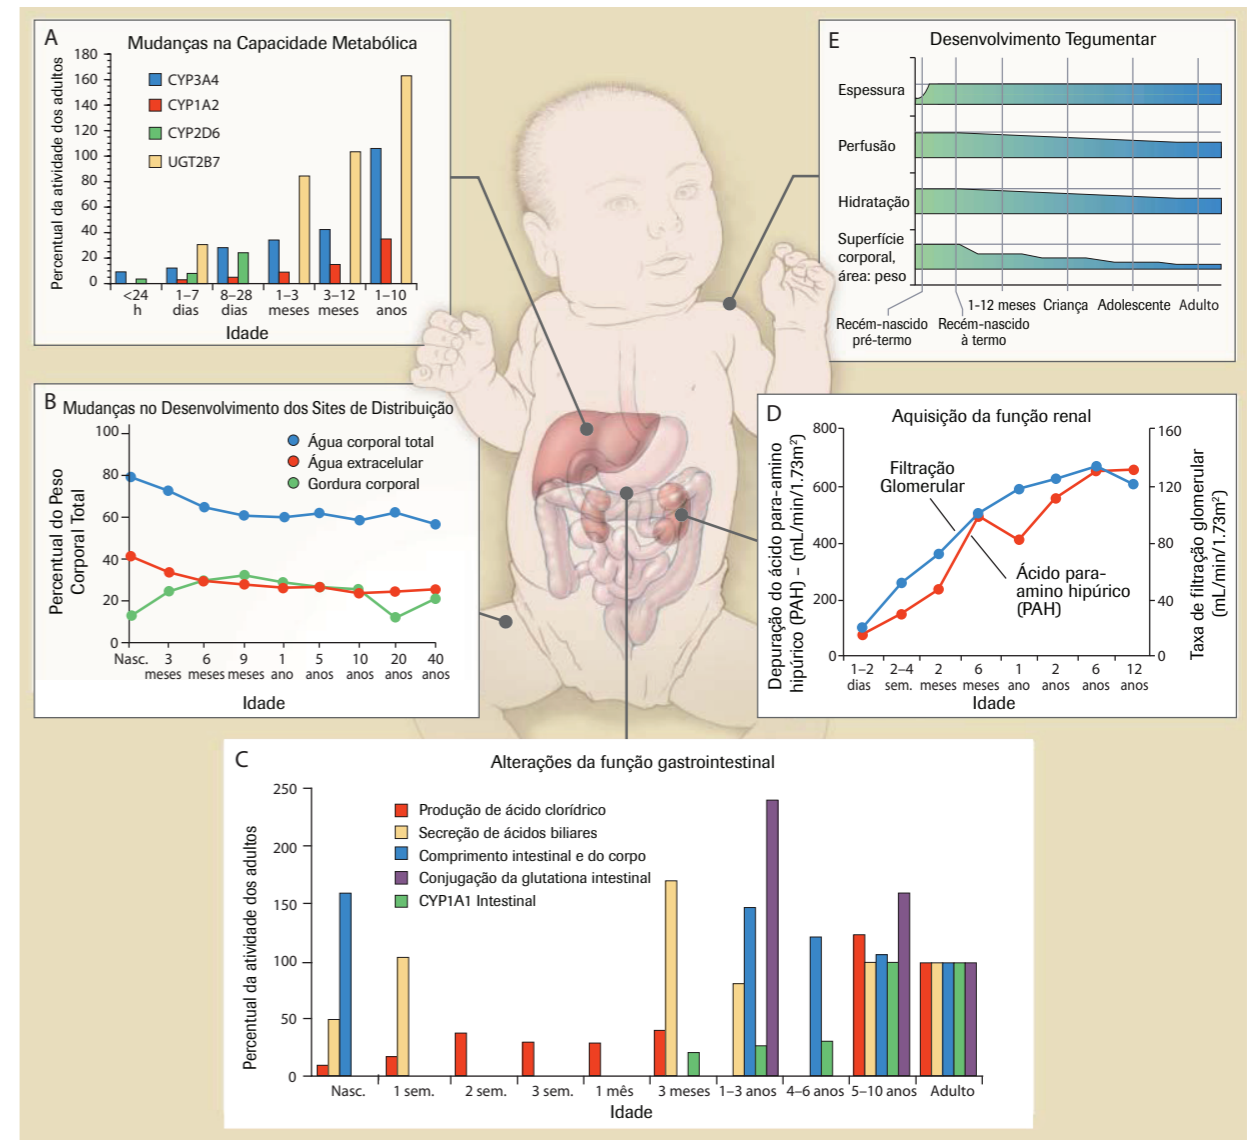 A
Mudanças na Capacidade Metabólica
Percentual da atividade dos adultos
180
160
140
120
100
80
60
40
20
0
CYP3A4
CYP1A2
CYP2D6
UGT2B7
<24 1–7 8–28 1–3 3–12 1–10
h dias dias meses meses anos
Idade
E
Desenvolvimento Tegumentar
Espessura
Perfusão
Hidratação
Superfície
corporal,
área: peso
1-12 meses Criança Adolescente Adulto
Recém-nascido
pré-termo
Recém-nascido
à termo
B
Mudanças no Desenvolvimento dos Sites de Distribuição
Percentual do Peso
Corporal Total
100
80
60
40
20
0
Água corporal total
Água extracelular
Gordura corporal
Nasc. 3 6 9 1 5 10 20 40
meses meses meses ano anos anos anos anos
Idade
D
Aquisição da função renal
Depuração do ácido para-amino
hipúrico (PAH) – (mL/min/1.73m²)
800
600
400
200
0
Filtração
Glomerular
Ácido para-
amino hipúrico
(PAH)
160
120
80
40
0
Taxa de filtração glomerular
(mL/min/1.73m²)
1–2 2–4 2 6 1 2 6 12
dias sem. meses meses ano anos anos anos
Idade
C
Alterações da função gastrointestinal
Percentual da atividade dos adultos
250
200
150
100
50
0
Produção de ácido clorídrico
Secreção de ácidos biliares
Comprimento intestinal e do corpo
Conjugação da glutationa intestinal
CYP1A1 Intestinal
Nasc. 1 sem. 2 sem. 3 sem. 1 mês 3 meses 1–3 anos 4–6 anos 5–10 anos Adulto
Idade